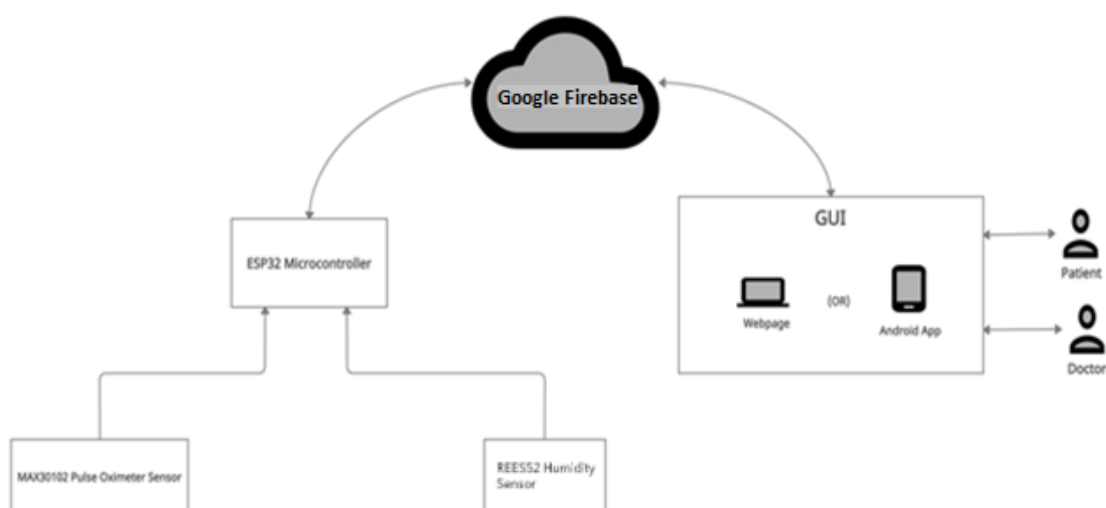 Google Firebase
GUI
ESP32 Microcontroller
Webpage
(OR)
Android App
Patient
Doctor
MAX30102 Pulse Oximeter Sensor
REES52 Humidity
Sensor